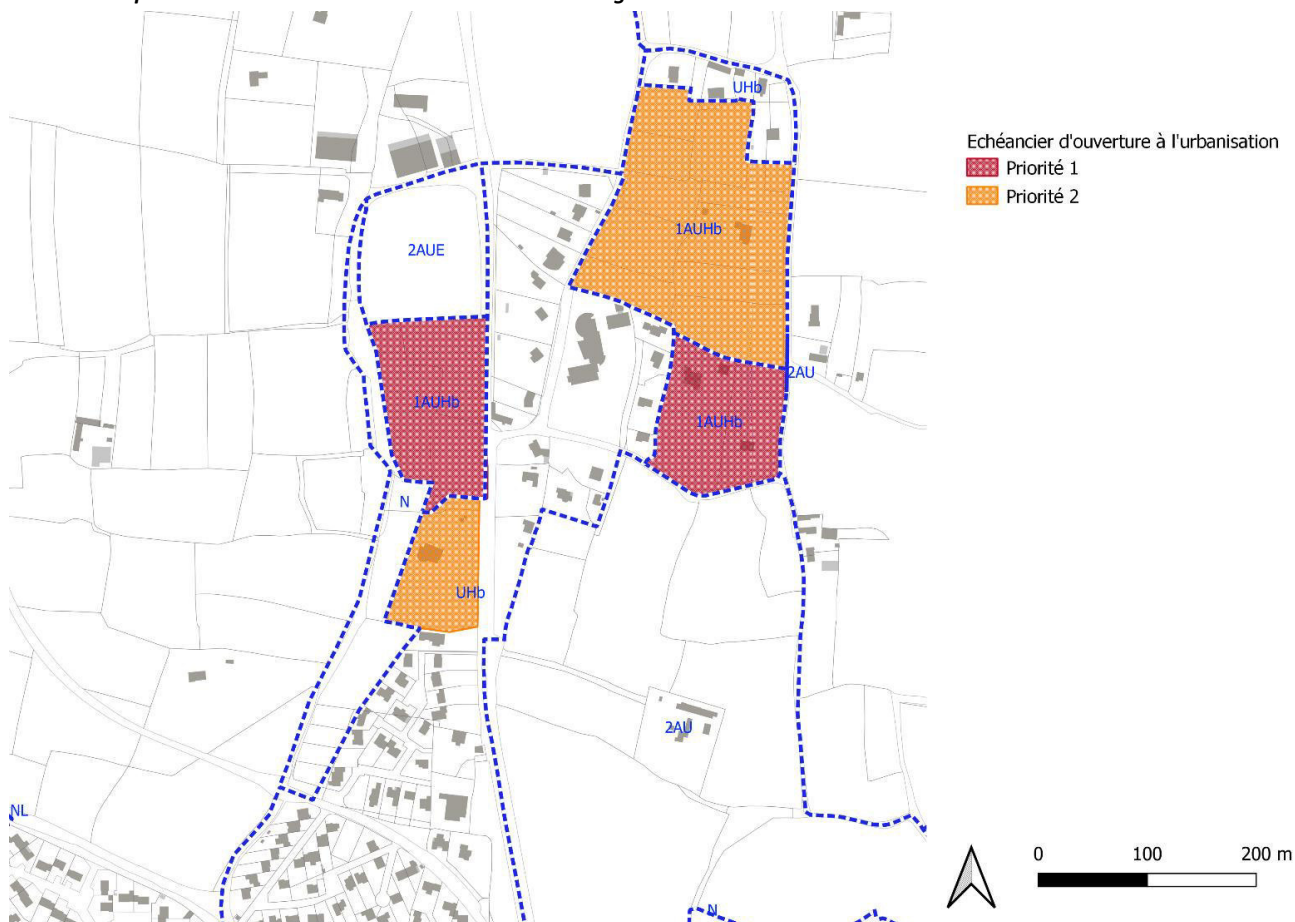 UHb
Echéancier d'ouverture à l'urbanisation
Priorité 1
Priorité 2
1AUHb
2AUE
2AU
1AUHb
1AUHb
N
UHb
2AU
NL
N
0 100 200 m